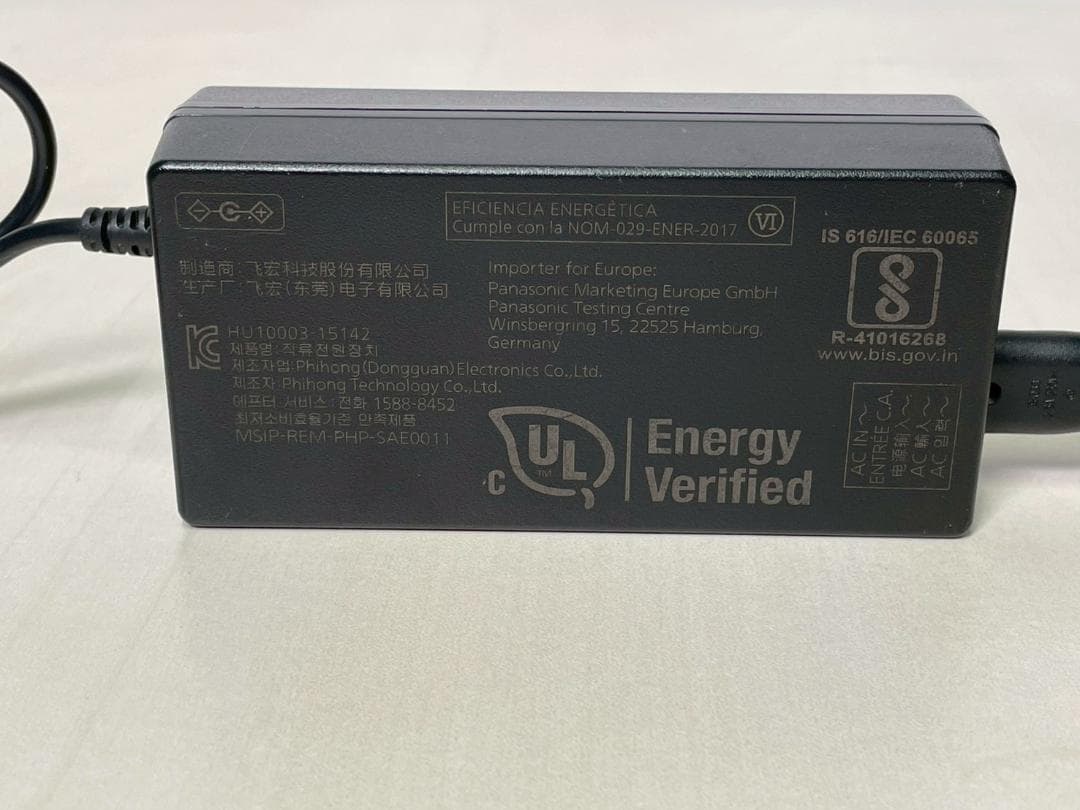 EFICIENCIA ENERGÉTICA
Cumple con la NOM-029-ENER-2017
VI
IS 616/IEC 60065
R-41016268
www.bis.gov.in
制造商:飞宏科技股份有限公司
生产厂:飞宏(东莞)电子有限公司
Importer for Europe:
Panasonic Marketing Europe GmbH
Panasonic Testing Centre
Winsbergring 15, 22525 Hamburg,
Germany
HU10003-15142
제품명:직류전원장치
제조자업:Phihong(Dongguan)Electronics Co.,Ltd.
제조자 Phihong Technology Co.,Ltd.
에프터 서비스:전화 1588-8452
최저소비효율기준 만족제품
MSIP-REM-PHP-SAE0011
C UL TM
Energy
Verified
AC IN~
ENTRÉE C.A.
电源输入~
AC 輸入~
AC 입력~